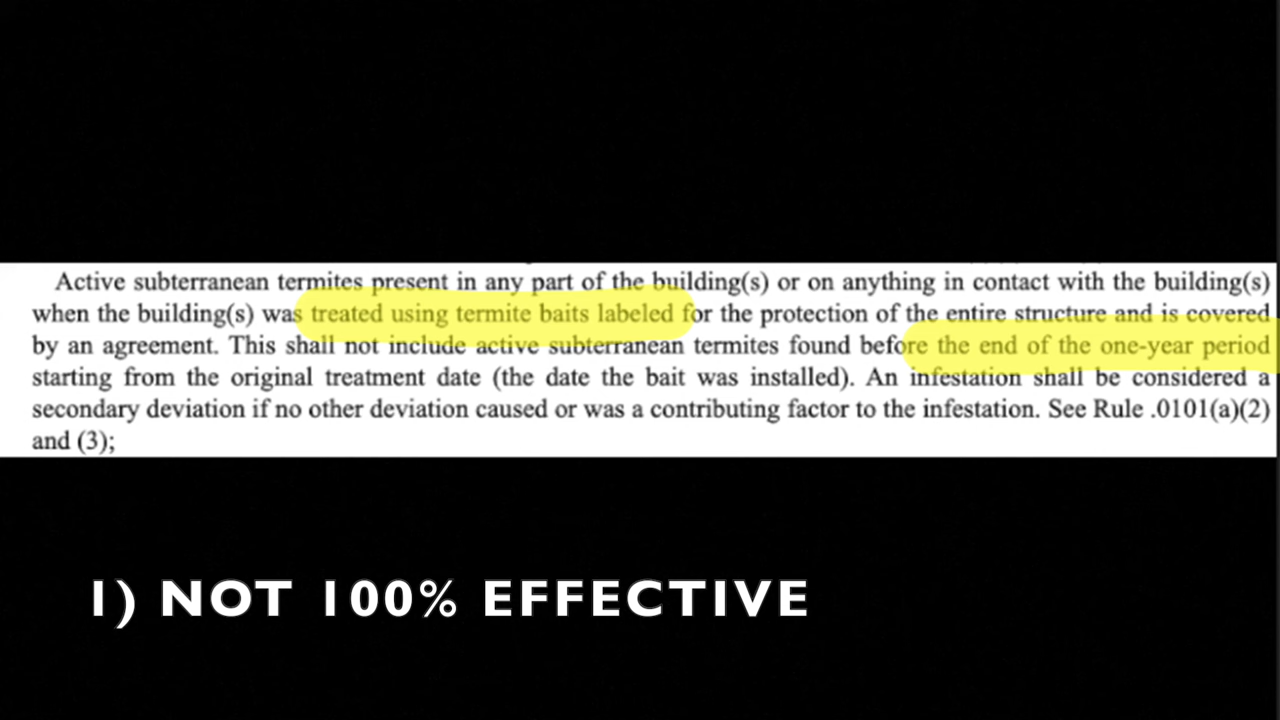 Active subterranean termites present in any part of the building(s) or on anything in contact with the building(s)
when the building(s) was treated using termite baits labeled for the protection of the entire structure and is covered
by an agreement. This shall not include active subterranean termites found before the end of the one-year period
starting from the original treatment date (the date the bait was installed). An infestation shall be considered a
secondary deviation if no other deviation caused or was a contributing factor to the infestation. See Rule .0101(a)(2)
and (3);
1) NOT 100% EFFECTIVE